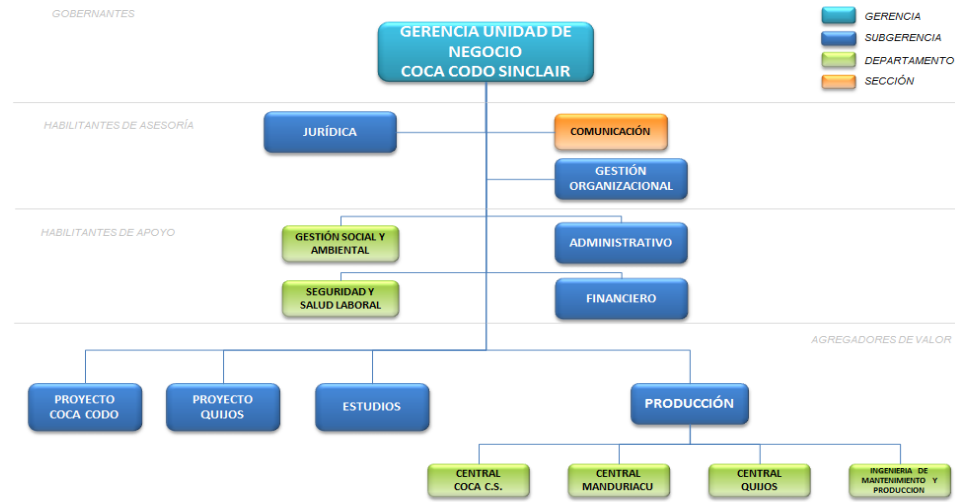 GOBERNANTES
GERENCIA UNIDAD DE
NEGOCIO
COCA CODO SINCLAIR
GERENCIA
SUBGERENCIA
DEPARTAMENTO
SECCIÓN
HABILITANTES DE ASESORÍA
JURÍDICA
COMUNICACIÓN
GESTIÓN
ORGANIZACIONAL
HABILITANTES DE APOYO
GESTIÓN SOCIAL Y
AMBIENTAL
ADMINISTRATIVO
SEGURIDAD Y
SALUD LABORAL
FINANCIERO
AGREGADORES DE VALOR
PROYECTO
COCA CODO
PROYECTO
QUIJOS
ESTUDIOS
PRODUCCIÓN
CENTRAL
COCA C.S.
CENTRAL
MANDURIACU
CENTRAL
QUIJOS
INGENIERIA DE
MANTENIMIENTO Y
PRODUCCION